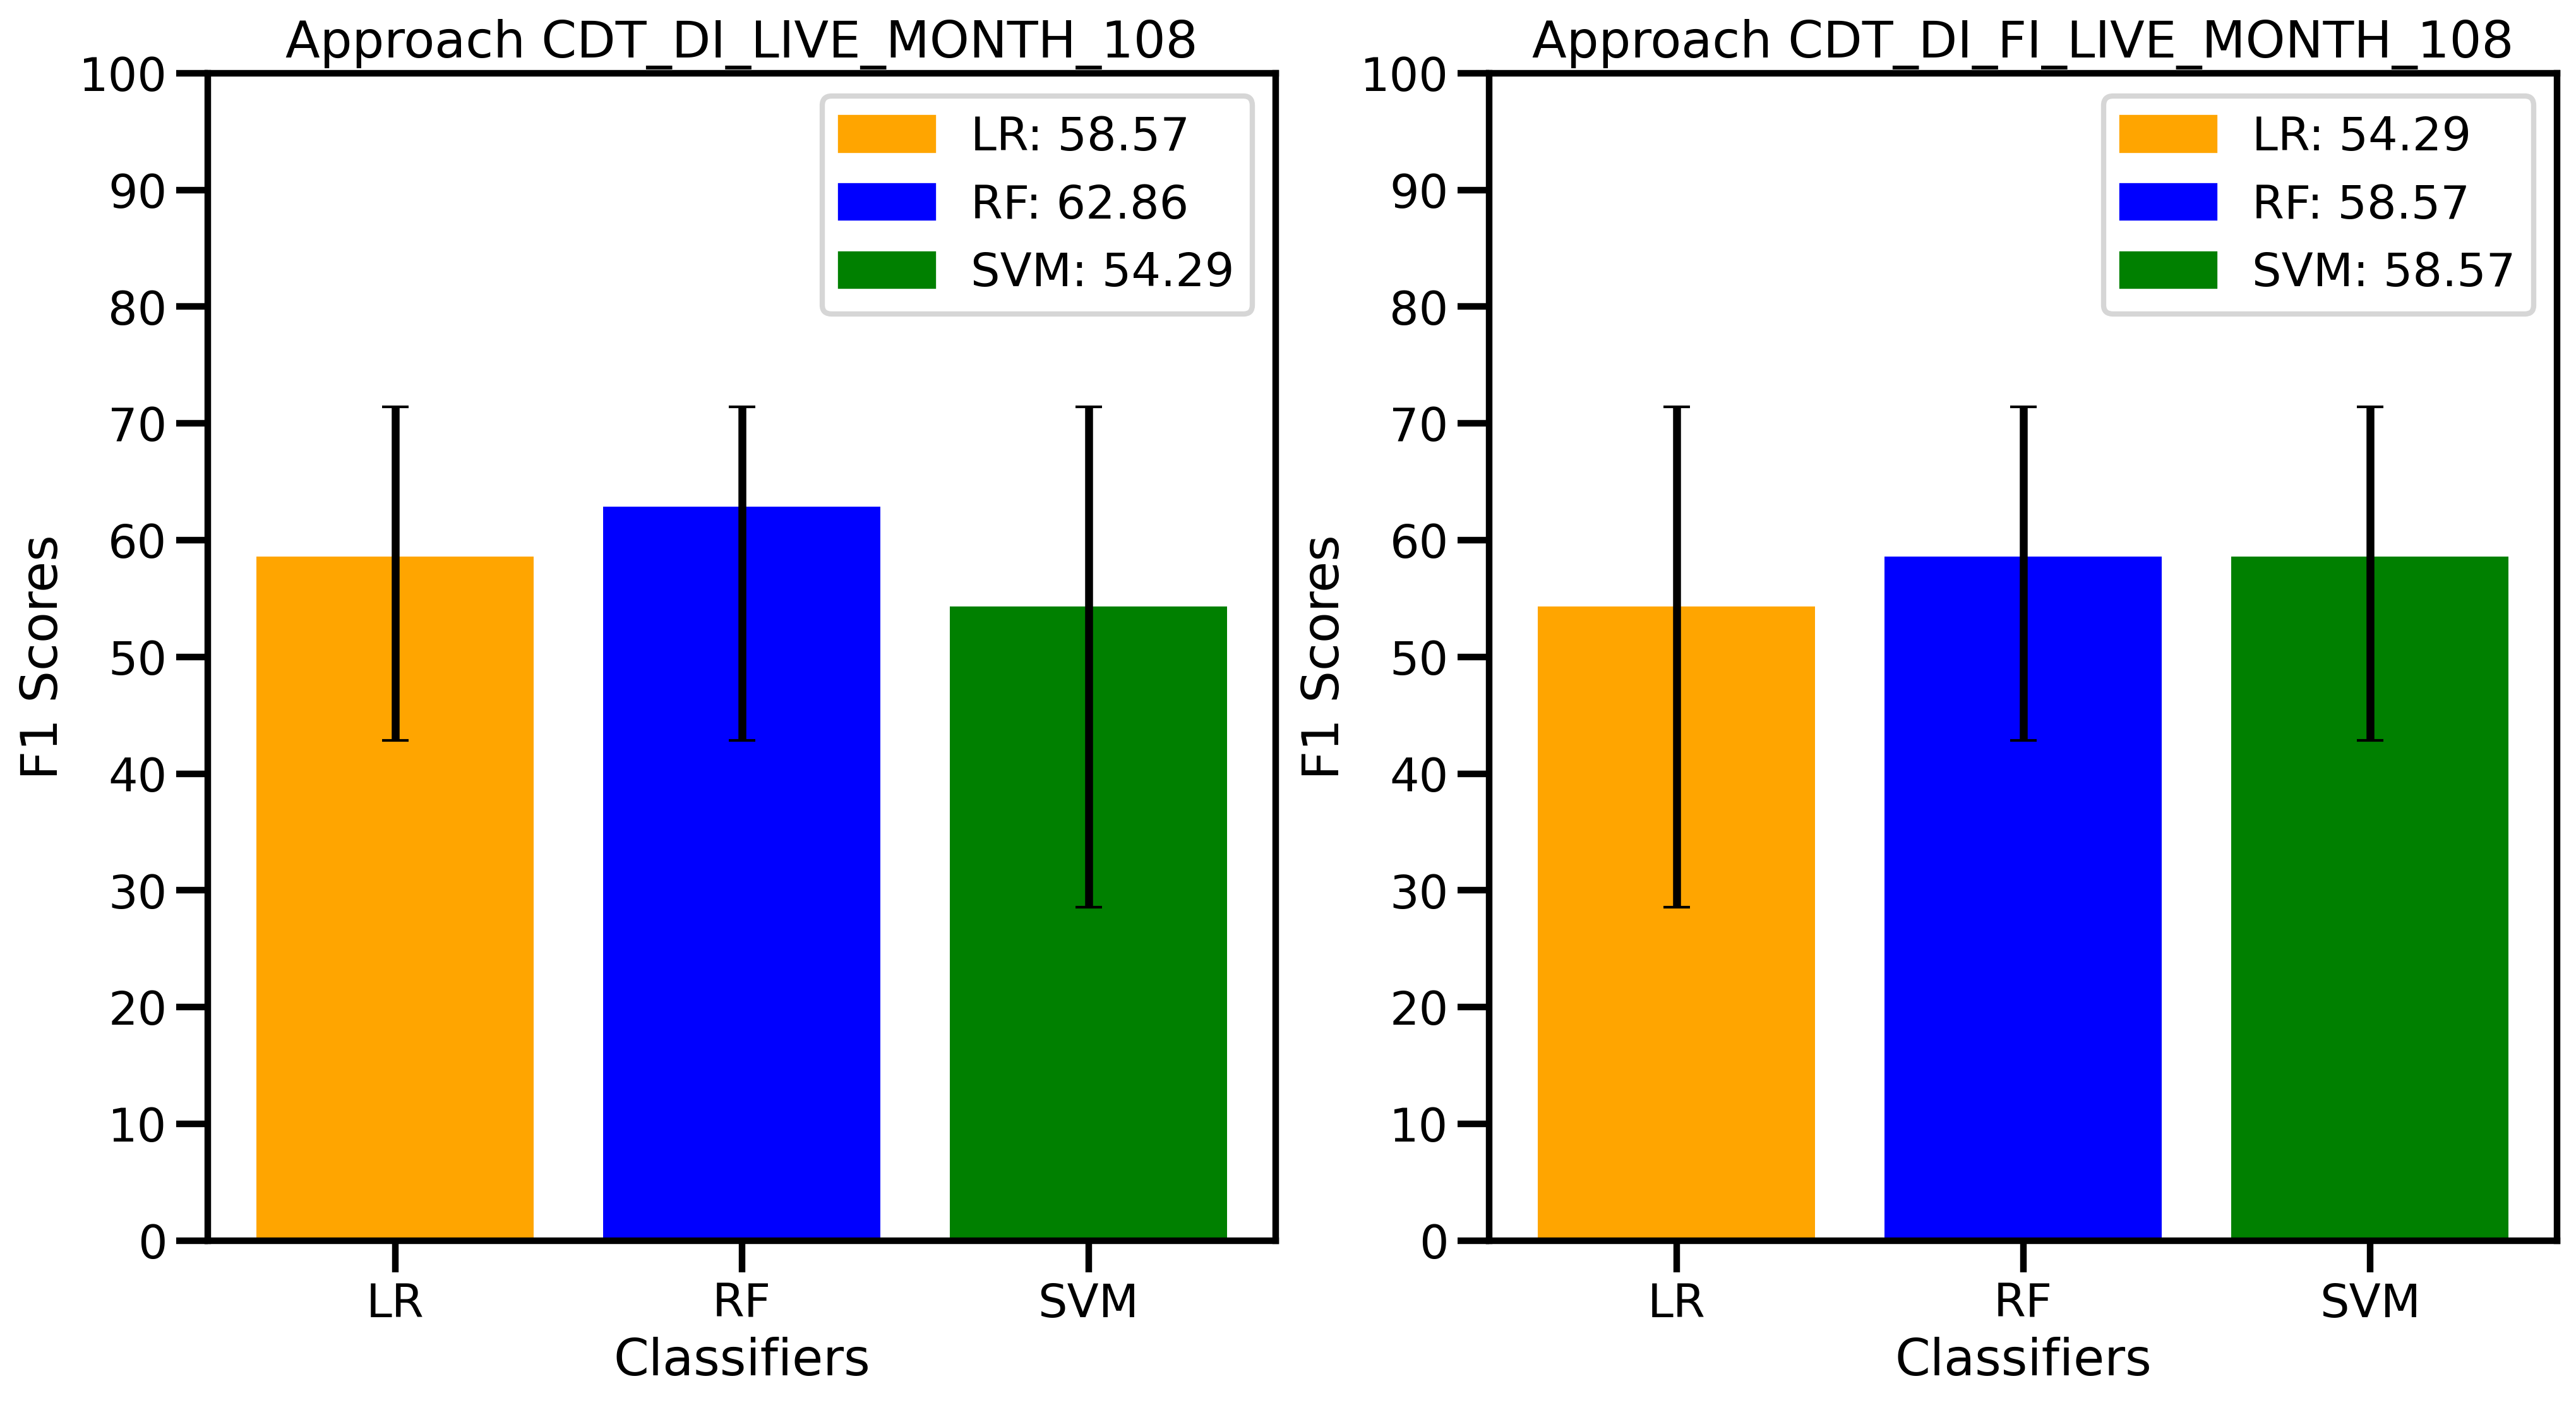 Approach CDT_DI_LIVE_MONTH_108
100
90
80
70
60
50
40
30
20
10
0
F1 Scores
LR: 58.57
RF: 62.86
SVM: 54.29
LR
RF
SVM
Classifiers
Approach CDT_DI_FI_LIVE_MONTH_108
100
90
80
70
60
50
40
30
20
10
0
F1 Scores
LR: 54.29
RF: 58.57
SVM: 58.57
LR
RF
SVM
Classifiers